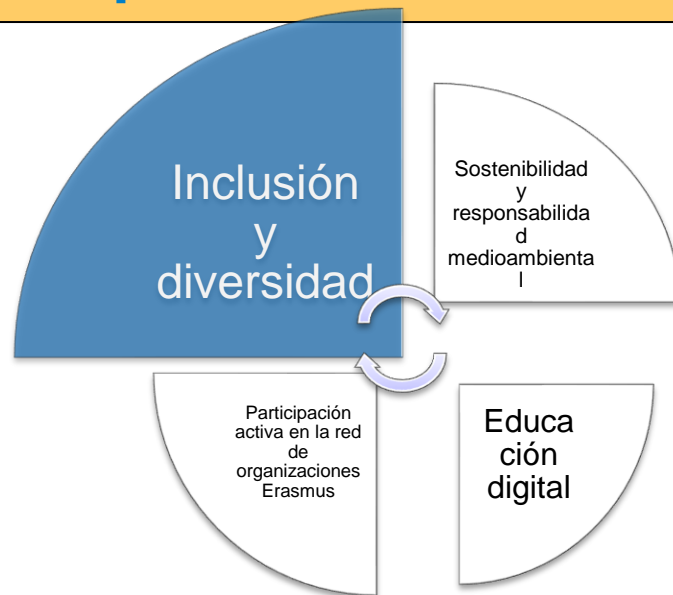 Inclusión
y
diversidad
Sostenibilidad
y
responsabilida
d
medioambienta
l
Participación
activa en la red
de
organizaciones
Erasmus
Educa
ción
digital